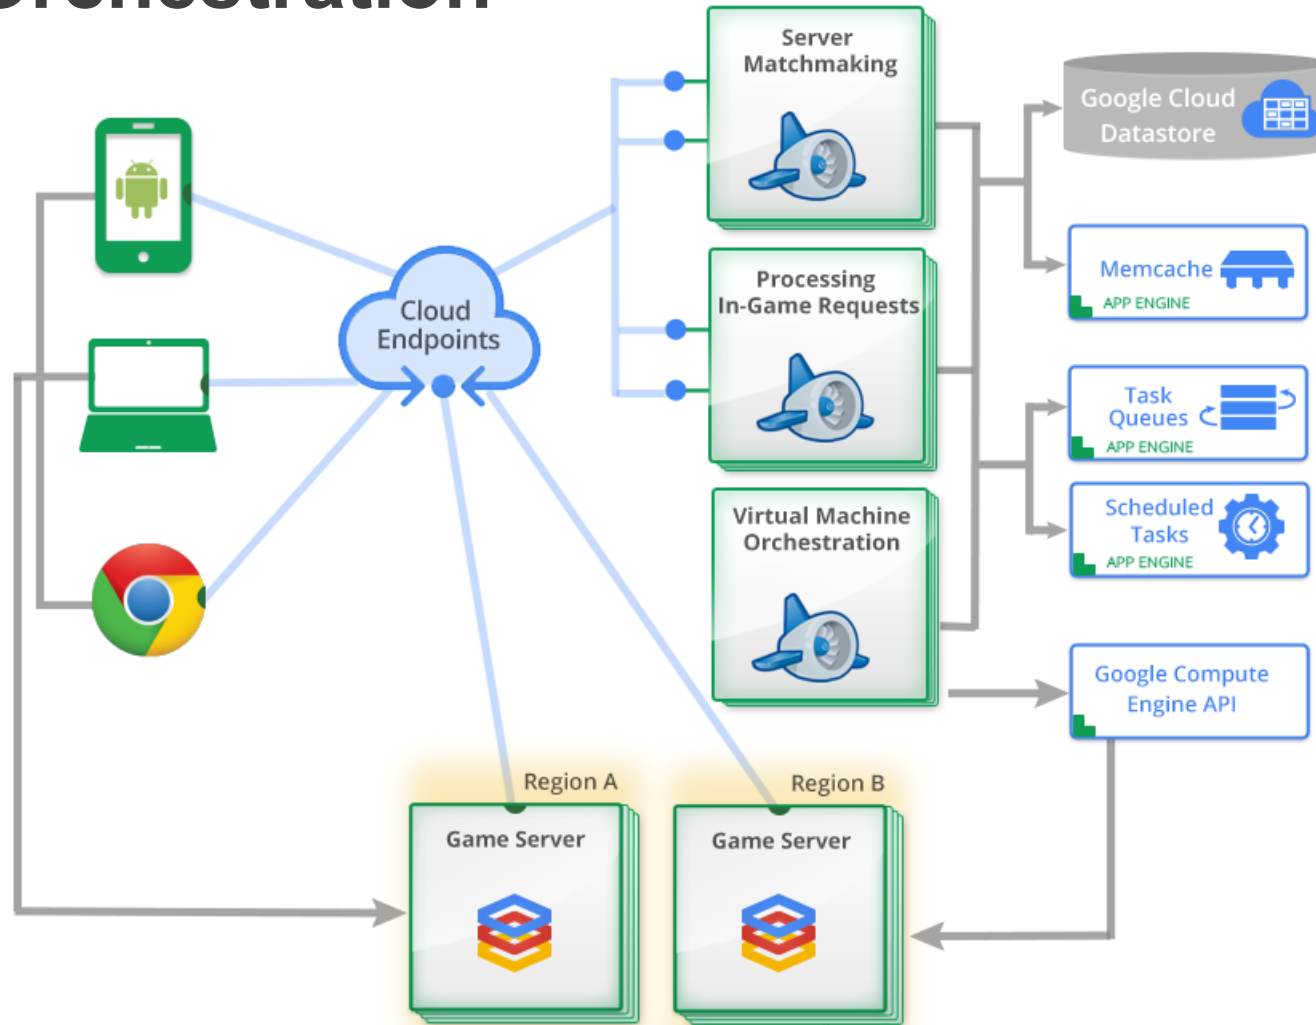 Orchestration
Server
Matchmaking
Google Cloud
Datastore
Cloud
Endpoints
Processing
In-Game Requests
Memcache
APP ENGINE
Task
Queues
APP ENGINE
Virtual Machine
Orchestration
Scheduled
Tasks
APP ENGINE
Google Compute
Engine API
Region A
Region B
Game Server
Game Server